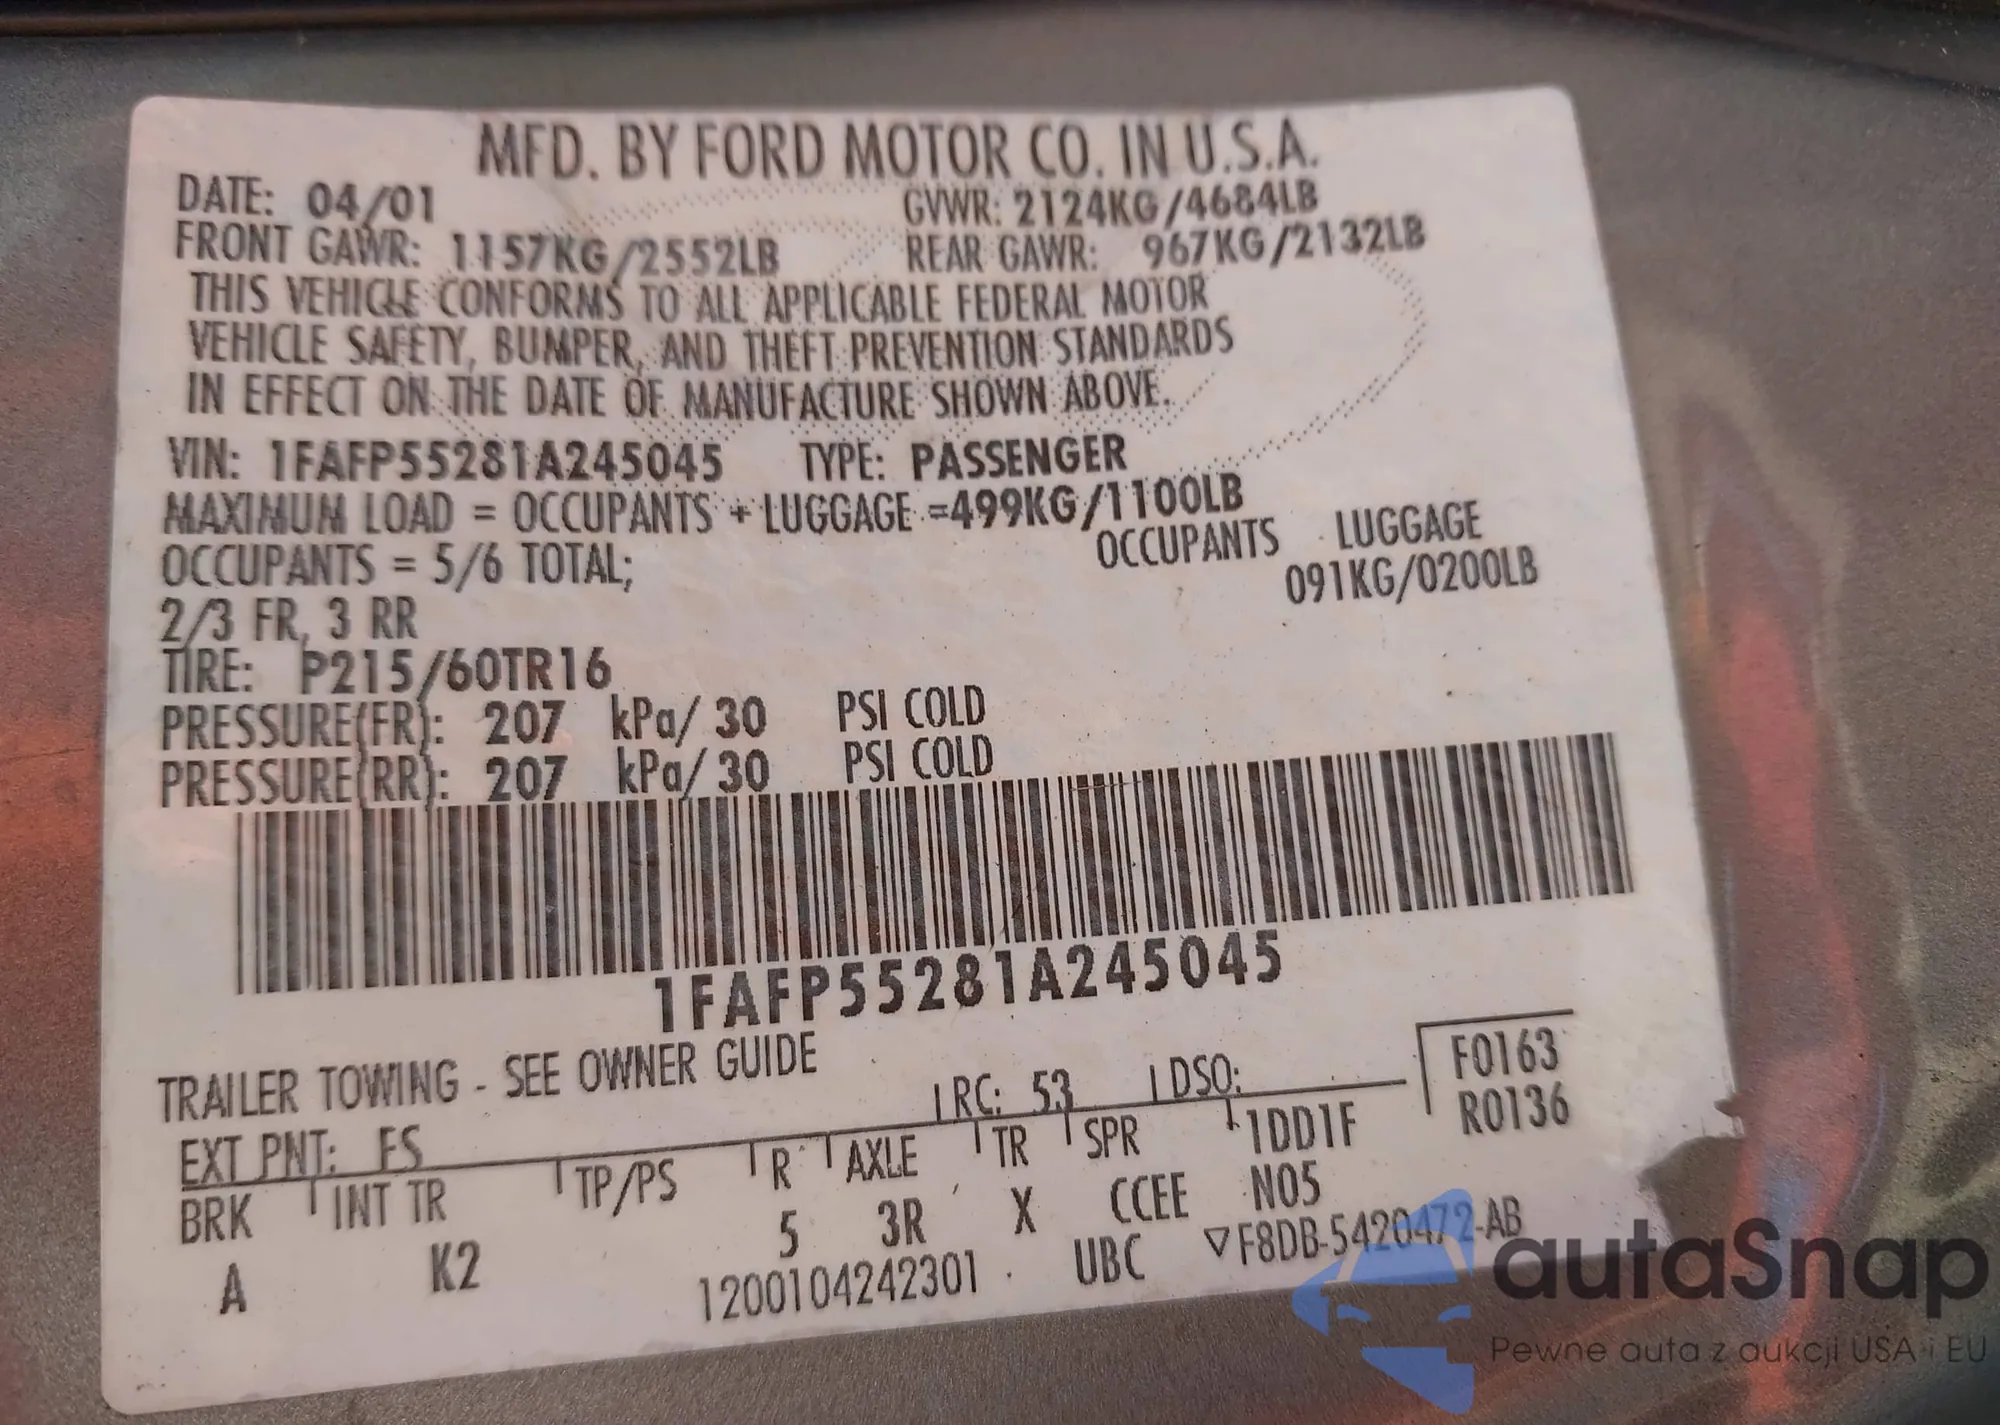 MFD. BY FORD MOTOR CO. IN U.S.A.
DATE: 04/01 GVWR: 2124KG/4684LB
FRONT GAWR: 1157KG/2552LB REAR GAWR: 967KG/2132LB
THIS VEHICLE CONFORMS TO ALL APPLICABLE FEDERAL MOTOR
VEHICLE SAFETY, BUMPER, AND THEFT PREVENTION STANDARDS
IN EFFECT ON THE DATE OF MANUFACTURE SHOWN ABOVE.
VIN: 1FAFP55281A245045 TYPE: PASSENGER
MAXIMUM LOAD = OCCUPANTS + LUGGAGE =499KG/1100LB
OCCUPANTS = 5/6 TOTAL; OCCUPANTS LUGGAGE
2/3 FR, 3 RR 091KG/0200LB
TIRE: P215/60TR16
PRESSURE(FR): 207 kPa/ 30 PSI COLD
PRESSURE(RR): 207 kPa/ 30 PSI COLD
1FAFP55281A245045
TRAILER TOWING - SEE OWNER GUIDE
EXT PNT: FS RC: 53 DSO: F0163
BRK INT TR TP/PS R AXLE TR SPR 1DD1F R0136
A K2 5 3R X CCEE N05
1200104242301 UBC ▽F8DB-5420472-AB
autaSnap
Pewne auta z aukcji USA i EU